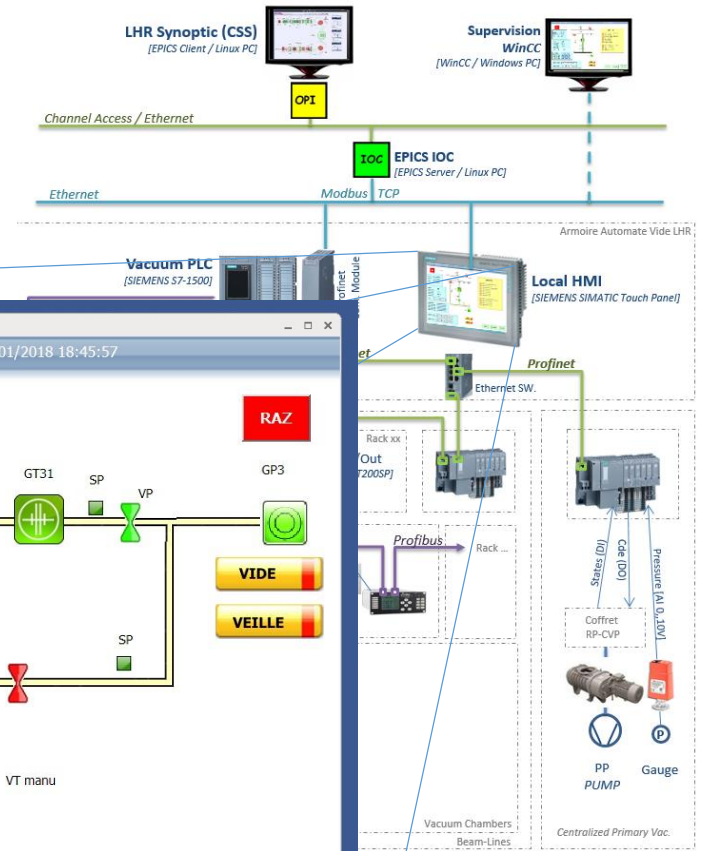 LHR Synoptic (CSS)
[EPICS Client / Linux PC]
Supervision
WinCC
[WinCC / Windows PC]
OPI
Channel Access / Ethernet
IOC
EPICS IOC
[EPICS Server / Linux PC]
Ethernet
Modbus TCP
Armoire Automate Vide LHR
Vacuum PLC
[SIEMENS S7-1500]
Module
Local HMI
[SIEMENS SIMATIC Touch Panel]
01/2018 18:45:57
Profinet
Ethernet SW.
RAZ
Rack xx
/Out
T200SP]
GT31
SP
VP
GP3
Profibus
Rack ...
VIDE
VEILLE
States (DI)
Cde (DO)
Pressure [AI 0,,10V]
Coffret
RP-CVP
SP
P
PP
PUMP
Gauge
VT manu
Vacuum Chambers
Beam-Lines
Centralized Primary Vac.